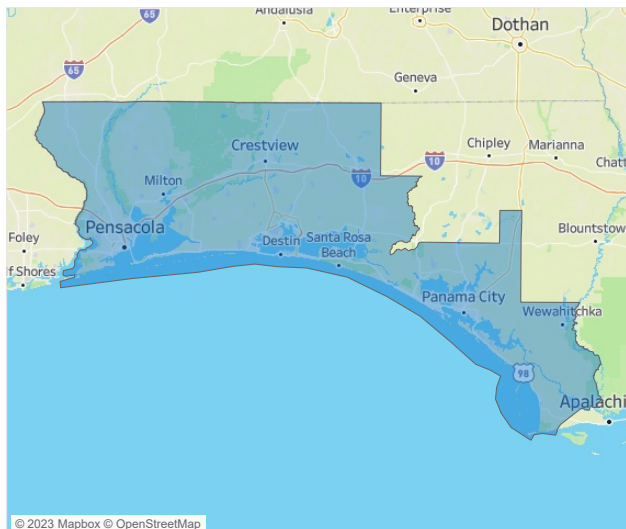 Andalusia
Enterprise
65
Dothan
65
Geneva
Crestview
10
Chipley
Marianna
10
Chatt
Milton
Pensacola
Foley
Destin
Santa Rosa
Beach
Blountstow
f Shores
Panama City
Wewahitchka
98
Apalachi
© 2023 Mapbox © OpenStreetMap